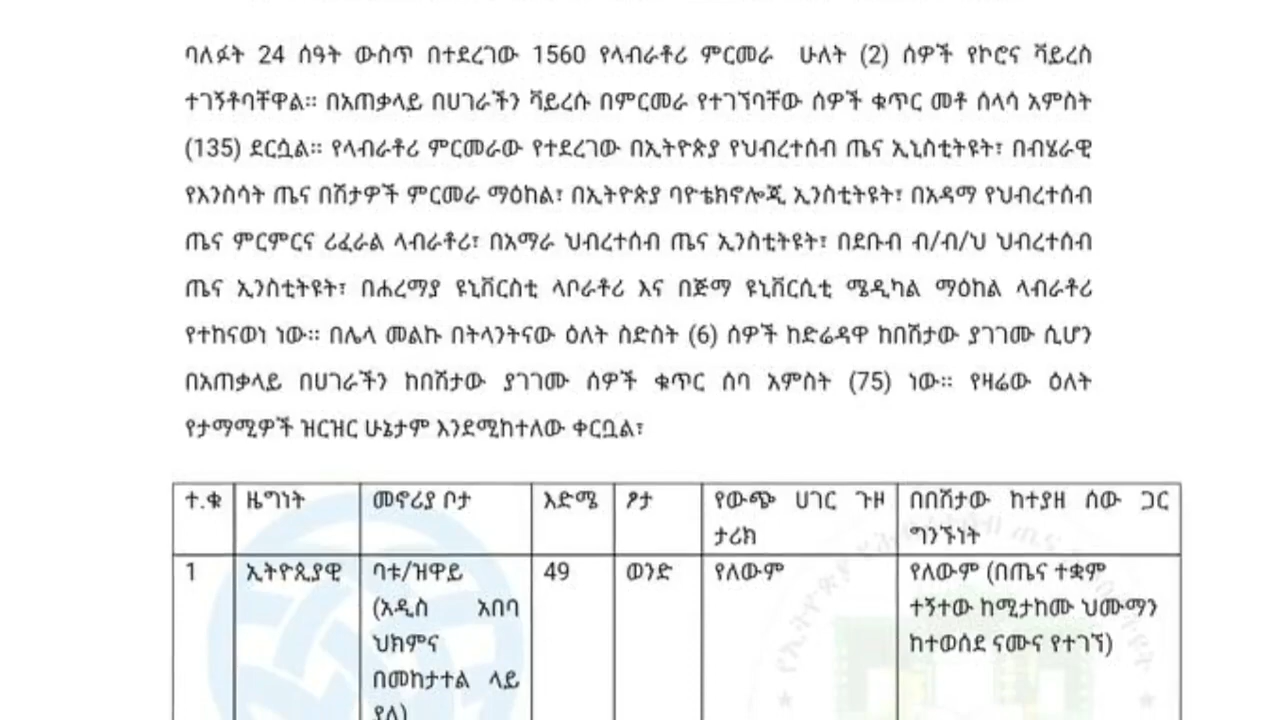 ባለፉት 24 ሰዓት ውስጥ በተደረገው 1560 የላብራቶሪ ምርመራ ሁለት (2) ሰዎች የኮሮና ቫይረስ
ተገኝቶባቸዋል። በአጠቃላይ በሀገራችን ቫይረሱ በምርመራ የተገኘባቸው ሰዎች ቁጥር መቶ ሰላሳ አምስት
(135) ደርሷል። የላብራቶሪ ምርመራው የተደረገው በኢትዮጵያ የህብረተሰብ ጤና ኢኒስቲትዩት፣ በብሄራዊ
የእንስሳት ጤና በሽታዎች ምርመራ ማዕከል፣ በኢትዮጵያ ባዮቴክኖሎጂ ኢንስቲትዩት፣ በአዳማ የህብረተሰብ
ጤና ምርምርና ሪፈራል ላብራቶሪ፣ በአማራ ህብረተሰብ ጤና ኢንስቲትዩት፣ በደቡብ ብ/ብ/ህ ህብረተሰብ
ጤና ኢንስቲትዩት፣ በሐረማያ ዩኒቨርስቲ ላቦራቶሪ እና በጅማ ዩኒቨርሲቲ ሜዲካል ማዕከል ላብራቶሪ
የተከናወነ ነው። በሌላ መልኩ በትላንትናው ዕለት ስድስት (6) ሰዎች ከድሬዳዋ ከበሽታው ያገገሙ ሲሆን
በአጠቃላይ በሀገራችን ከበሽታው ያገገሙ ሰዎች ቁጥር ሰባ አምስት (75) ነው። የዛሬው ዕለት
የታማሚዎች ዝርዝር ሁኔታም እንደሚከተለው ቀርቧል፣
ተ.ቁ ዜግነት መኖሪያ ቦታ እድሜ ፆታ የውጭ ሀገር ጉዞ በበሽታው ከተያዘ ሰው ጋር
ታሪክ ግንኙነት
1 ኢትዮጲያዊ ባቱ/ዝዋይ 49 ወንድ የለውም የለውም (በጤና ተቋም
(አዲስ አበባ ተኝተው ከሚታከሙ ህሙማን
ህክምና ከተወሰደ ናሙና የተገኘ)
በመከታተል ላይ
ያለ)